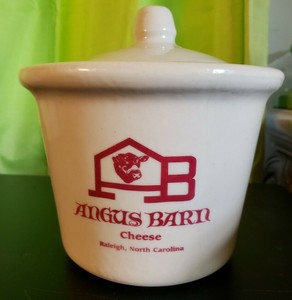 AB
ANGUS BARN
Cheese
Raleigh, North Carolina